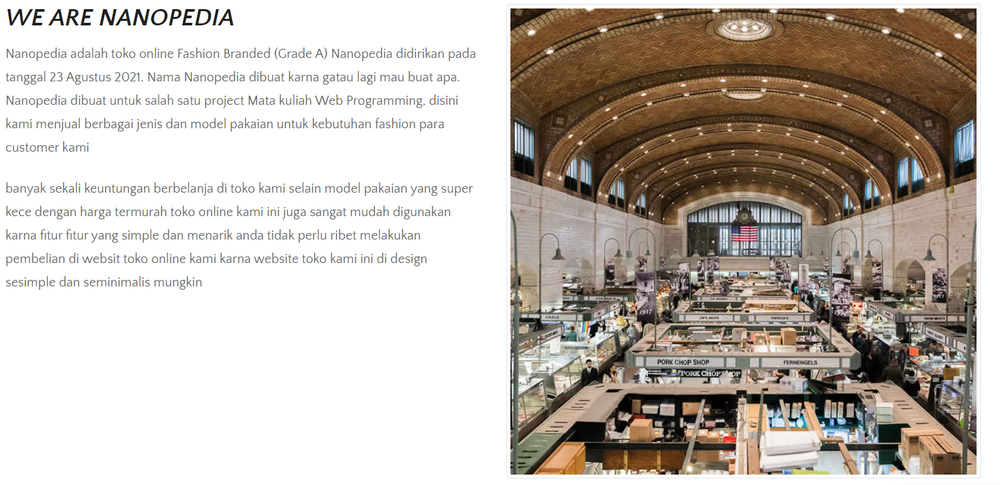 WE ARE NANOPEDIA
Nanopedia adalah toko online Fashion Branded (Grade A) Nanopedia didirikan pada
tanggal 23 Agustus 2021. Nama Nanopedia dibuat karna gatau lagi mau buat apa.
Nanopedia dibuat untuk salah satu project Mata kuliah Web Programming, disini
kami menjual berbagai jenis dan model pakaian untuk kebutuhan fashion para
customer kami
banyak sekali keuntungan berbelanja di toko kami selain model pakaian yang super
kece dengan harga termurah toko online kami ini juga sangat mudah digunakan
karna fitur fitur yang simple dan menarik anda tidak perlu ribet melakukan
pembelian di websit toko online kami karna website toko kami ini di design
sesimple dan seminimalis mungkin
1917
1917
JIM'S MEATS
THERESA'S
PORK CHOP SHOP
FERNENGELS
PORK CHOP SHOP